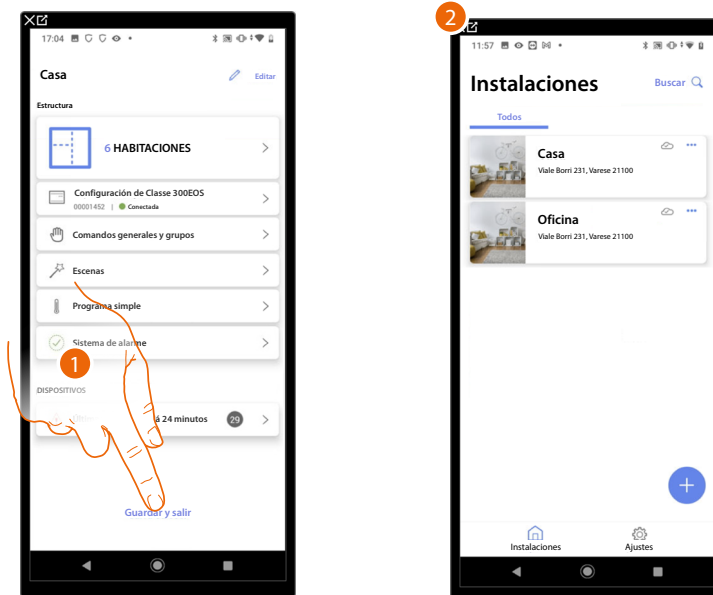 17:04
Casa
Editar
Estructura
6 HABITACIONES
Configuración de Classe 300EOS
00001452 | Conectada
Comandos generales y grupos
Escenas
Programa simple
Sistema de alarme
1
DISPOSITIVOS
á 24 minutos 29
Guardar y salir
2
11:57
Instalaciones
Buscar
Todos
Casa
Viale Borri 231, Varese 21100
Oficina
Viale Borri 231, Varese 21100
Instalaciones
Ajustes